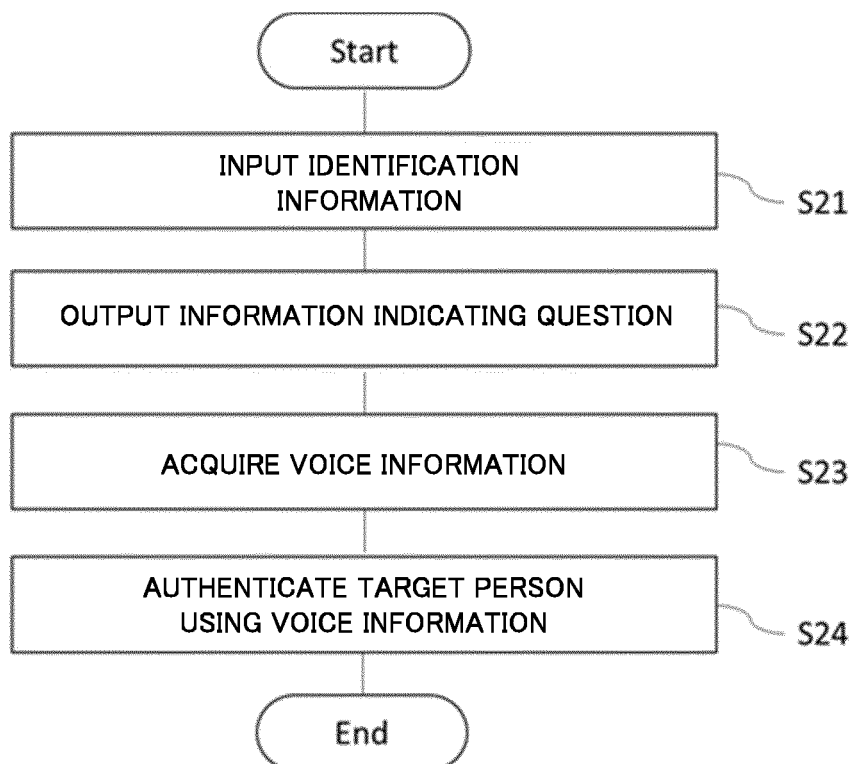 Start
INPUT IDENTIFICATION
INFORMATION
S21
OUTPUT INFORMATION INDICATING QUESTION
S22
ACQUIRE VOICE INFORMATION
S23
AUTHENTICATE TARGET PERSON
USING VOICE INFORMATION
S24
End